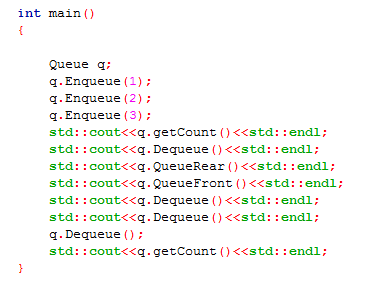 int main()
{
Queue q;
q.Enqueue(1);
q.Enqueue(2);
q.Enqueue(3);
std::cout<<q.getCount()<<std::endl;
std::cout<<q.Dequeue()<<std::endl;
std::cout<<q.QueueRear()<<std::endl;
std::cout<<q.QueueFront()<<std::endl;
std::cout<<q.Dequeue()<<std::endl;
std::cout<<q.Dequeue()<<std::endl;
q.Dequeue();
std::cout<<q.getCount()<<std::endl;
}